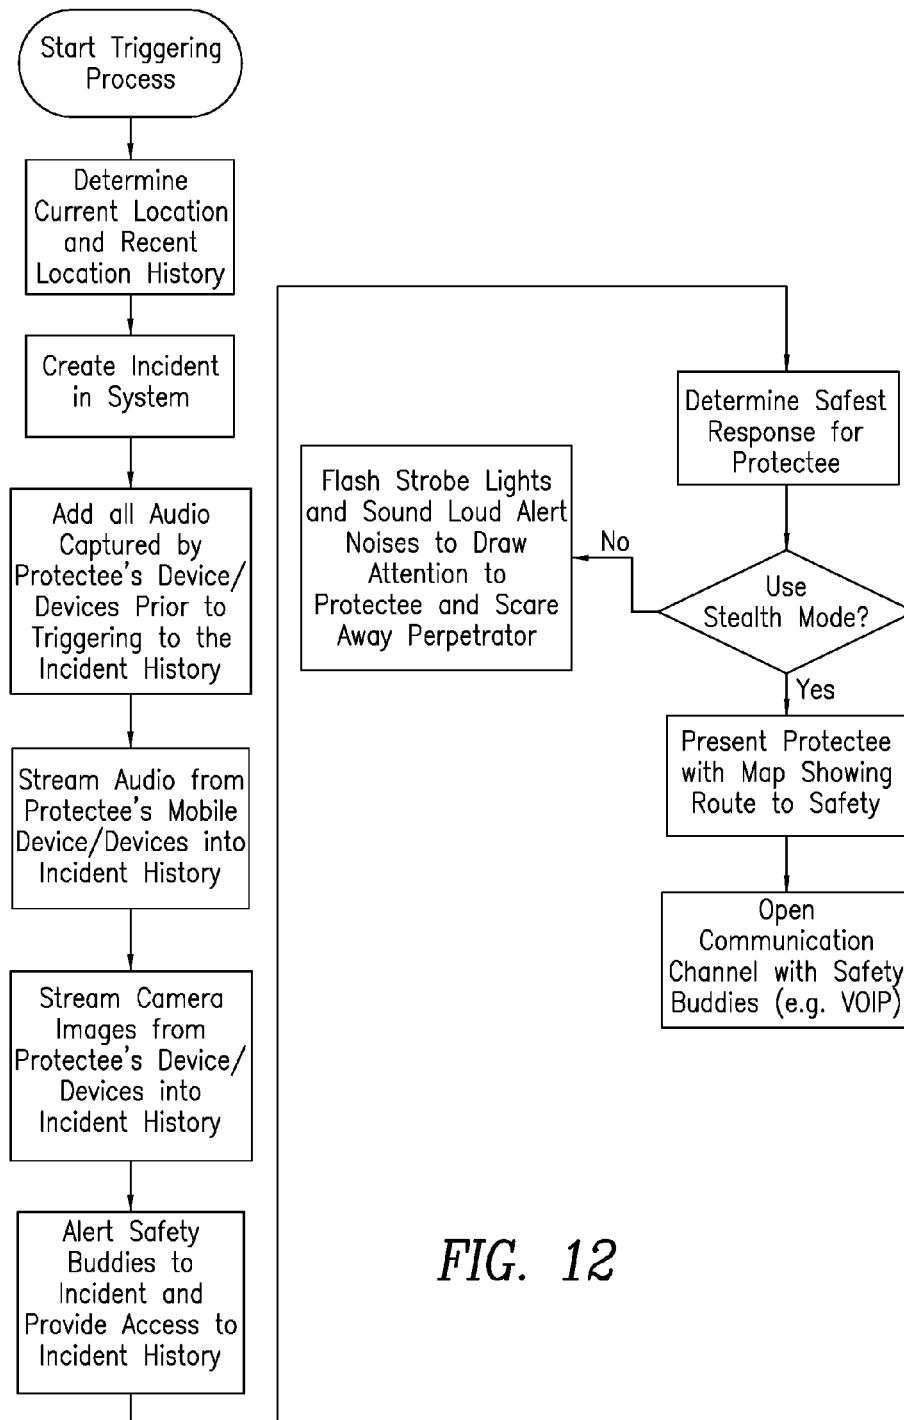 Start Triggering
Process
Determine
Current Location
and Recent
Location History
Create Incident
in System
Add all Audio
Captured by
Protectee's Device/
Devices Prior to
Triggering to the
Incident History
Stream Audio from
Protectee's Mobile
Device/Devices into
Incident History
Stream Camera
Images from
Protectee's Device/
Devices into
Incident History
Alert Safety
Buddies to
Incident and
Provide Access to
Incident History
Determine Safest
Response for
Protectee
Use
Stealth Mode?
No
Flash Strobe Lights
and Sound Loud Alert
Noises to Draw
Attention to
Protectee and Scare
Away Perpetrator
Yes
Present Protectee
with Map Showing
Route to Safety
Open
Communication
Channel with Safety
Buddies (e.g. VOIP)
FIG. 12